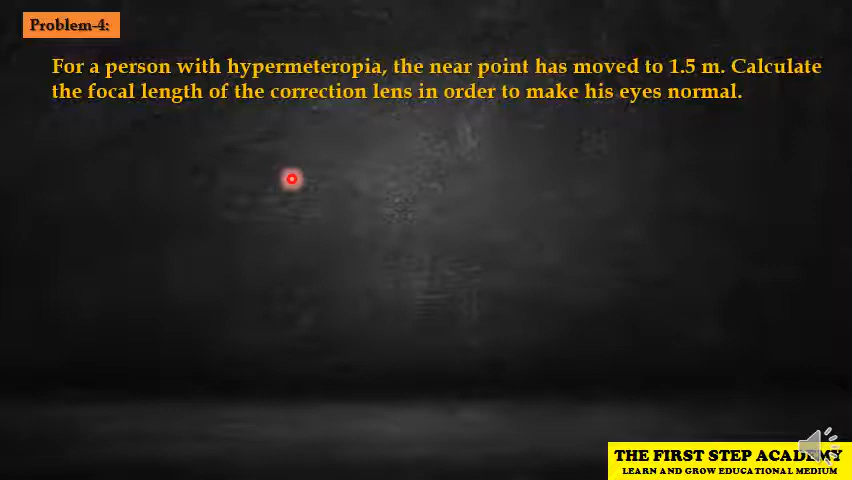 Problem-4:
For a person with hypermeteropia, the near point has moved to 1.5 m. Calculate
the focal length of the correction lens in order to make his eyes normal.
THE FIRST STEP ACADEMY
LEARN AND GROW EDUCATIONAL MEDIUM